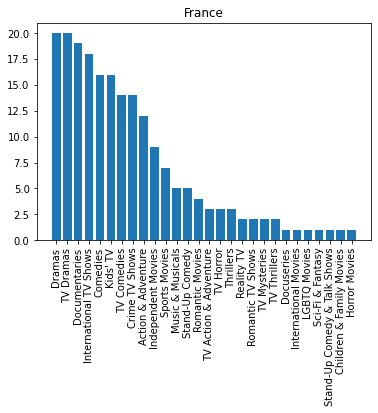 France
20.0
17.5
15.0
12.5
10.0
7.5
5.0
2.5
0.0
Dramas
TV Dramas
Documentaries
International TV Shows
Comedies
Kids' TV
TV Comedies
Crime TV Shows
Action & Adventure
Independent Movies
Sports Movies
Music & Musicals
Stand-Up Comedy
Romantic Movies
TV Action & Adventure
TV Horror
Thrillers
Reality TV
Romantic TV Shows
TV Mysteries
TV Thrillers
Docuseries
International Movies
LGBTQ Movies
Sci-Fi & Fantasy
Stand-Up Comedy & Talk Shows
Children & Family Movies
Horror Movies